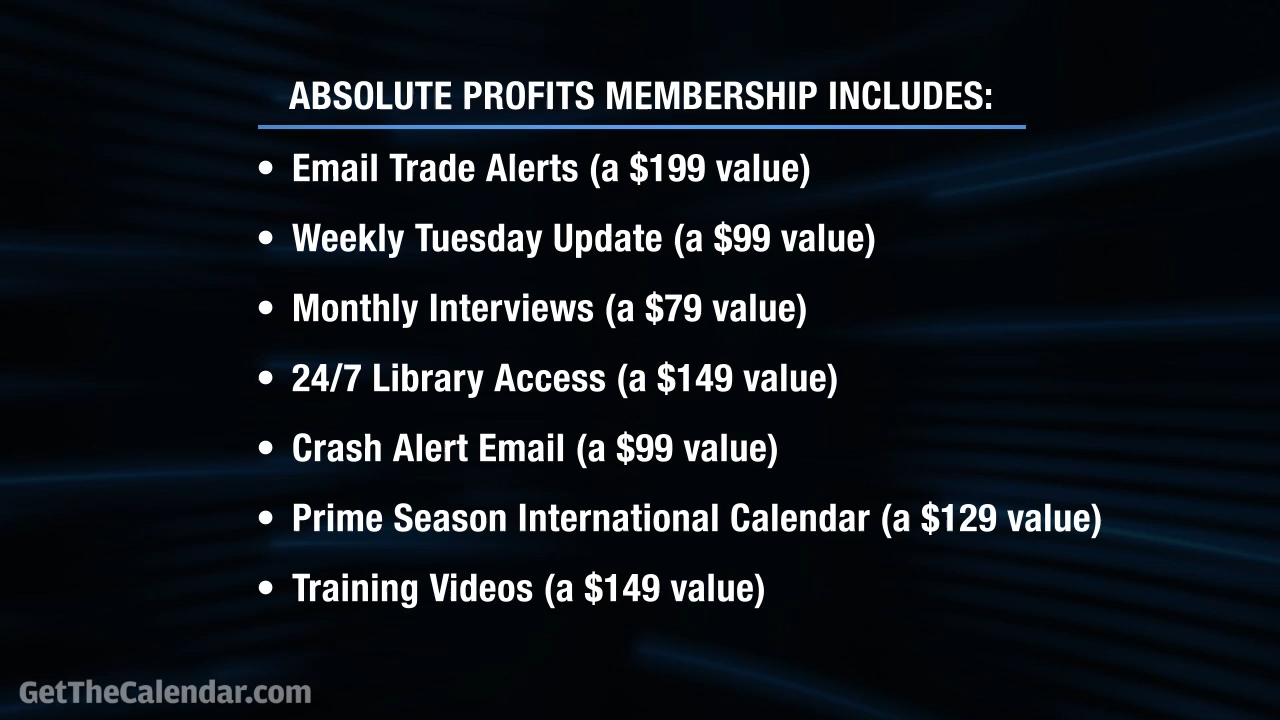 ABSOLUTE PROFITS MEMBERSHIP INCLUDES:
• Email Trade Alerts (a $199 value)
• Weekly Tuesday Update (a $99 value)
• Monthly Interviews (a $79 value)
• 24/7 Library Access (a $149 value)
• Crash Alert Email (a $99 value)
• Prime Season International Calendar (a $129 value)
• Training Videos (a $149 value)
GetTheCalendar.com